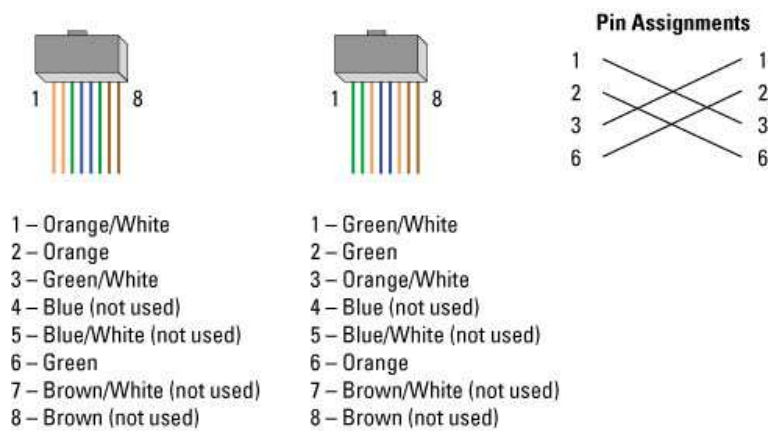 Pin Assignments
1 8
1 8
1 1
2 2
3 3
6 6
1 – Orange/White
2 – Orange
3 – Green/White
4 – Blue (not used)
5 – Blue/White (not used)
6 – Green
7 – Brown/White (not used)
8 – Brown (not used)
1 – Green/White
2 – Green
3 – Orange/White
4 – Blue (not used)
5 – Blue/White (not used)
6 – Orange
7 – Brown/White (not used)
8 – Brown (not used)